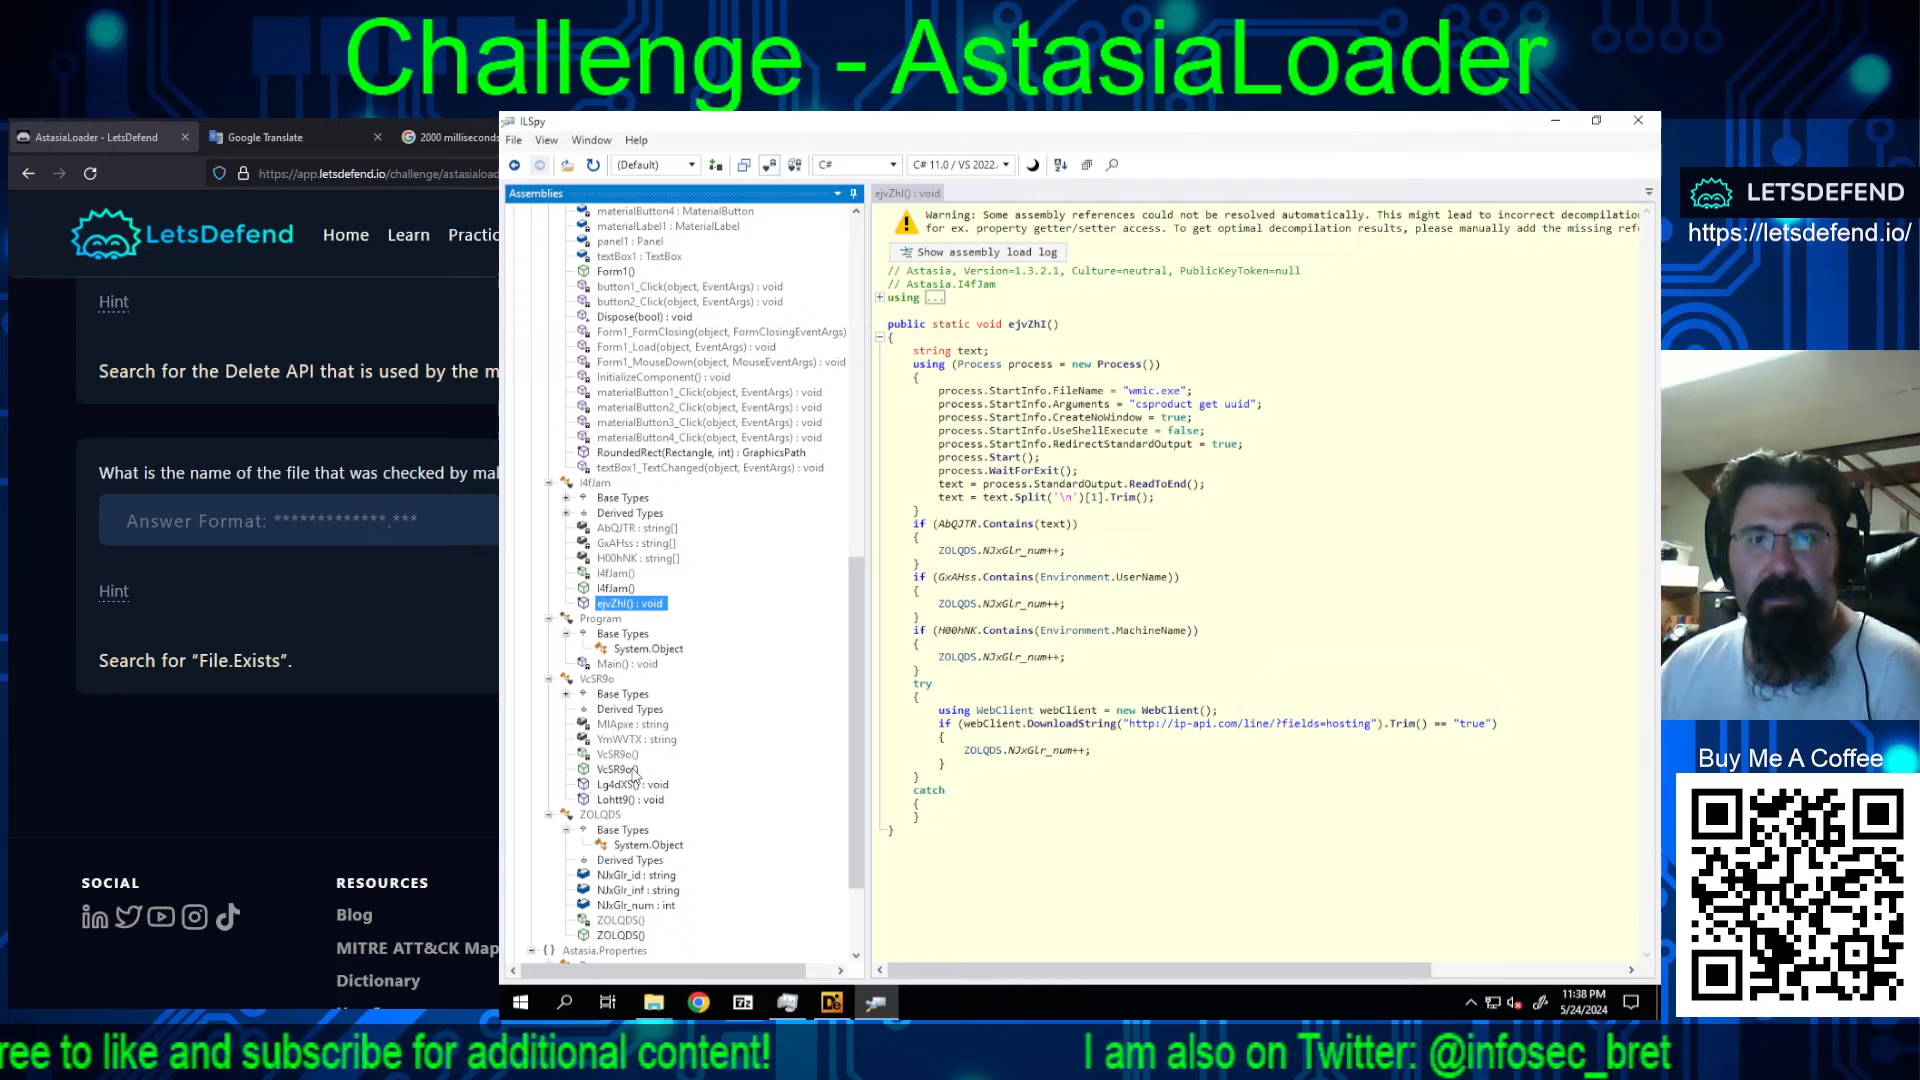 Challenge - AstasiaLoader
AstasiaLoader - LetsDefend
Google Translate
2000 milliseconds
https://app.letsdefend.io/challenge/astasialoa
LetsDefend
Home
Learn
Practic
Hint
Search for the Delete API that is used by the m
What is the name of the file that was checked by mal
Answer Format: *************.***
Hint
Search for “File.Exists”.
SOCIAL
RESOURCES
Blog
MITRE ATT&CK Map
Dictionary
ILSpy
File
View
Window
Help
(Default)
C#
C# 11.0 / VS 2022.
Assemblies
materialButton4 : MaterialButton
materialLabel1 : MaterialLabel
panel1 : Panel
textBox1 : TextBox
Form1()
button1_Click(object, EventArgs) : void
button2_Click(object, EventArgs) : void
Dispose(bool) : void
Form1_FormClosing(object, FormClosingEventArgs)
Form1_Load(object, EventArgs) : void
Form1_MouseDown(object, MouseEventArgs) : void
InitializeComponent() : void
materialButton1_Click(object, EventArgs) : void
materialButton2_Click(object, EventArgs) : void
materialButton3_Click(object, EventArgs) : void
materialButton4_Click(object, EventArgs) : void
RoundedRect(Rectangle, int) : GraphicsPath
textBox1_TextChanged(object, EventArgs) : void
I4fJam
Base Types
Derived Types
AbQJTR : string[]
GxAHss : string[]
H00hNK : string[]
I4fJam()
I4fJam()
ejvZhI() : void
Program
Base Types
System.Object
Main() : void
VcSR9o
Base Types
Derived Types
MIApxe : string
YmWVTX : string
VcSR9o()
VcSR9o()
Lg4dXS() : void
Lohtt9() : void
ZOLQDS
Base Types
System.Object
Derived Types
NJxGlr_id : string
NJxGlr_inf : string
NJxGlr_num : int
ZOLQDS()
ZOLQDS()
{ } Astasia.Properties
ejvZhI() : void
Warning: Some assembly references could not be resolved automatically. This might lead to incorrect decompilatio
for ex. property getter/setter access. To get optimal decompilation results, please manually add the missing ref
Show assembly load log
// Astasia, Version=1.3.2.1, Culture=neutral, PublicKeyToken=null
// Astasia.I4fJam
using ...
public static void ejvZhI()
{
string text;
using (Process process = new Process())
{
process.StartInfo.FileName = "wmic.exe";
process.StartInfo.Arguments = "csproduct get uuid";
process.StartInfo.CreateNoWindow = true;
process.StartInfo.UseShellExecute = false;
process.StartInfo.RedirectStandardOutput = true;
process.Start();
process.WaitForExit();
text = process.StandardOutput.ReadToEnd();
text = text.Split('\n')[1].Trim();
}
if (AbQJTR.Contains(text))
{
ZOLQDS.NJxGlr_num++;
}
if (GxAHss.Contains(Environment.UserName))
{
ZOLQDS.NJxGlr_num++;
}
if (H00hNK.Contains(Environment.MachineName))
{
ZOLQDS.NJxGlr_num++;
}
try
{
using WebClient webClient = new WebClient();
if (webClient.DownloadString("http://ip-api.com/line/?fields=hosting").Trim() == "true")
{
ZOLQDS.NJxGlr_num++;
}
}
catch
{
}
}
11:38 PM
5/24/2024
LETSDEFEND
https://letsdefend.io/
Buy Me A Coffee
ree to like and subscribe for additional content!
I am also on Twitter: @infosec_bret